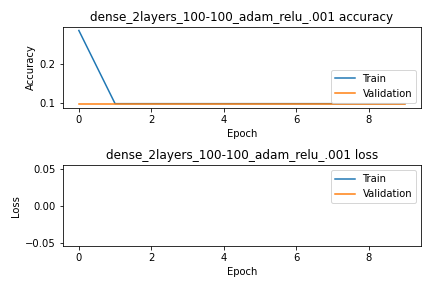 dense_2layers_100-100_adam_relu_.001 accuracy
Accuracy
0.2
0.1
Train
Validation
0 2 4 6 8
Epoch
dense_2layers_100-100_adam_relu_.001 loss
Loss
0.05
0.00
−0.05
Train
Validation
0 2 4 6 8
Epoch